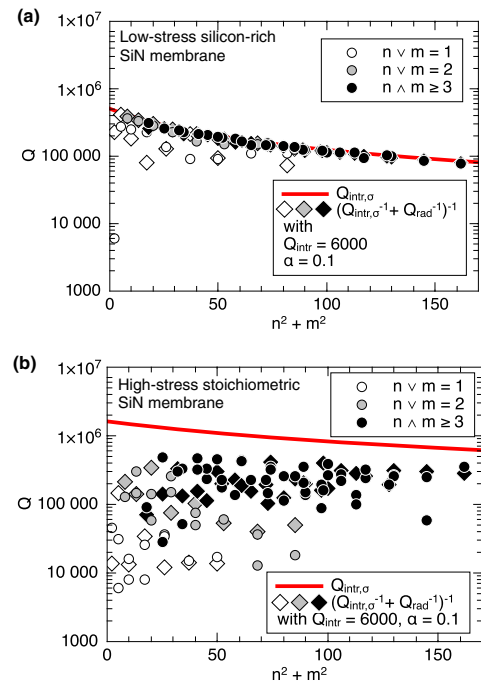 (a)
Low-stress silicon-rich
SiN membrane
n ∨ m = 1
n ∨ m = 2
n ∧ m ≥ 3
1×10⁷
1×10⁶
100 000
10 000
1000
Q
Q_intr,σ
(Q_intr,σ⁻¹+ Q_rad⁻¹)⁻¹
with
Q_intr = 6000
α = 0.1
0 50 100 150
n² + m²
(b)
High-stress stoichiometric
SiN membrane
n ∨ m = 1
n ∨ m = 2
n ∧ m ≥ 3
1×10⁷
1×10⁶
100 000
10 000
1000
Q
Q_intr,σ
(Q_intr,σ⁻¹+ Q_rad⁻¹)⁻¹
with Q_intr = 6000, α = 0.1
0 50 100 150
n² + m²